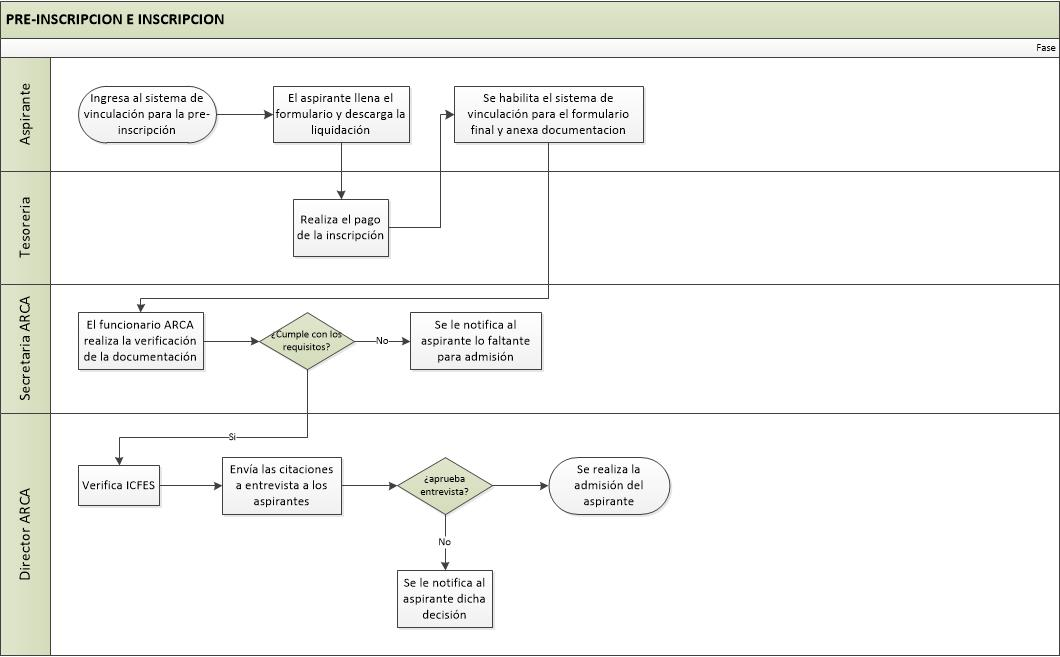 PRE-INSCRIPCION E INSCRIPCION
Fase
Aspirante
Ingresa al sistema de
vinculación para la pre-
inscripción
El aspirante llena el
formulario y descarga la
liquidación
Se habilita el sistema de
vinculación para el formulario
final y anexa documentacion
Tesoreria
Realiza el pago
de la inscripción
Secretaria ARCA
El funcionario ARCA
realiza la verificación
de la documentación
¿Cumple con los
requisitos?
No
Se le notifica al
aspirante lo faltante
para admisión
Si
Director ARCA
Verifica ICFES
Envía las citaciones
a entrevista a los
aspirantes
¿aprueba
entrevista?
Se realiza la
admisión del
aspirante
No
Se le notifica al
aspirante dicha
decisión